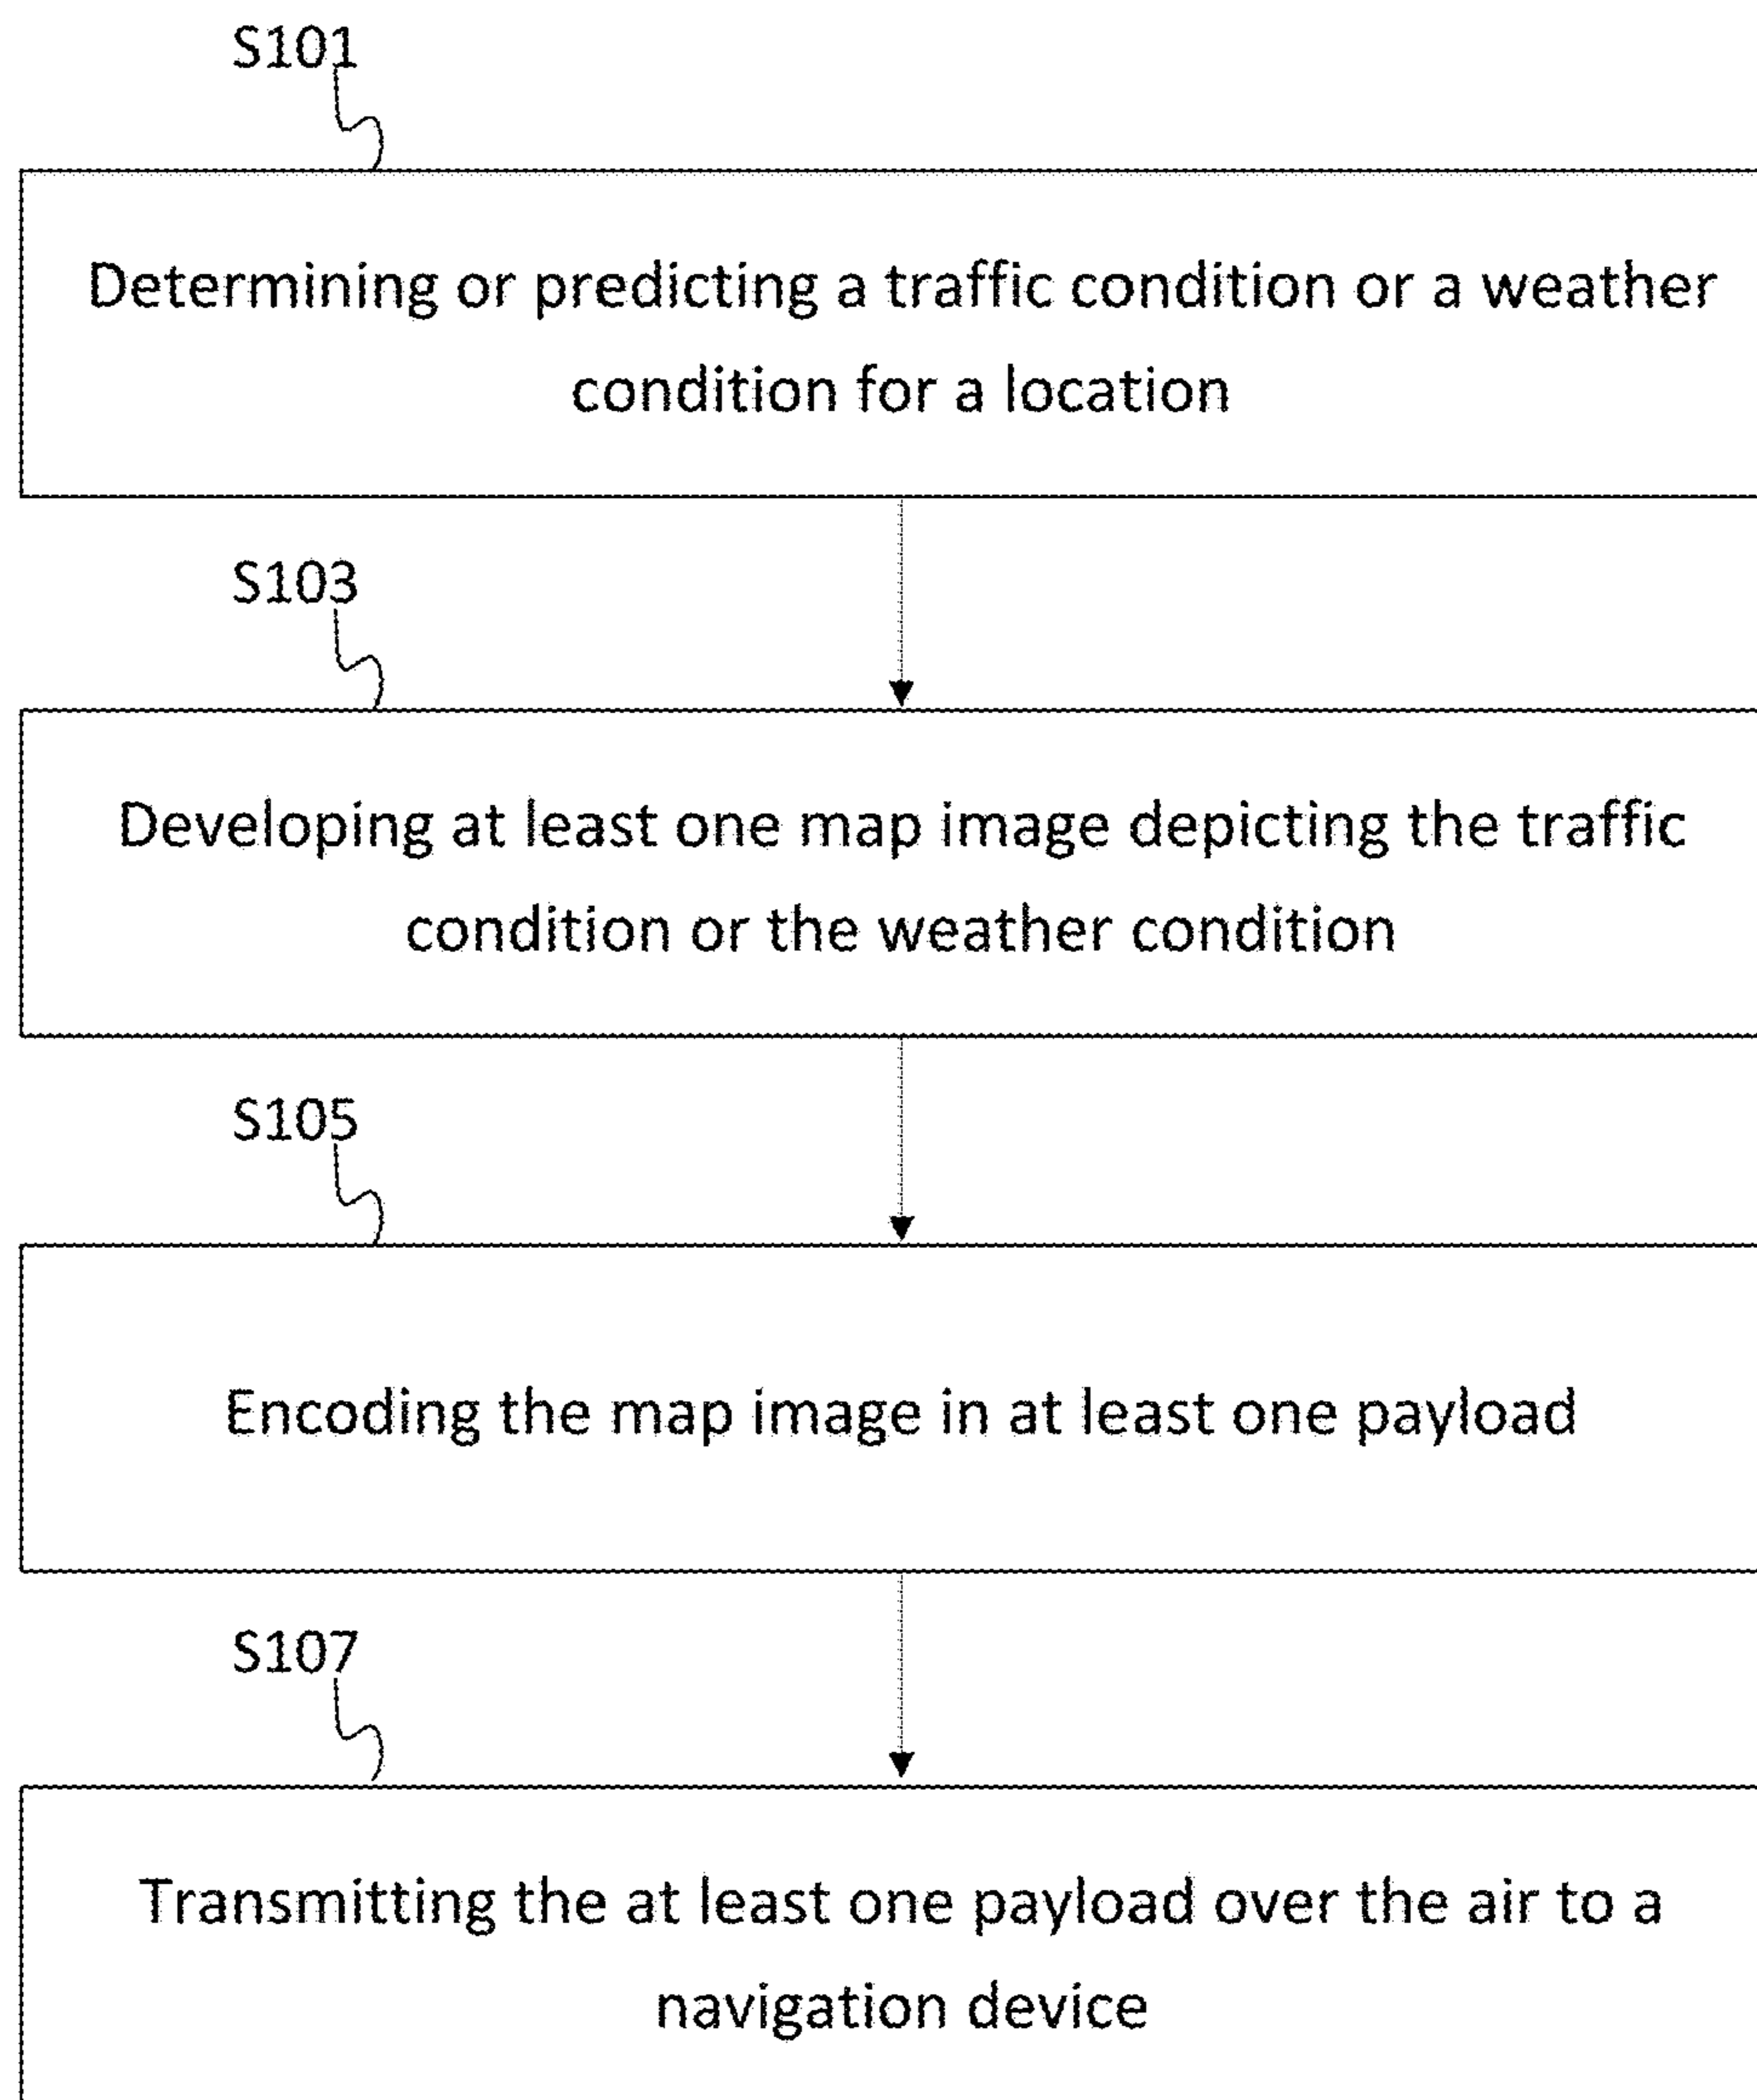 S101
Determining or predicting a traffic condition or a weather
condition for a location
S103
Developing at least one map image depicting the traffic
condition or the weather condition
S105
Encoding the map image in at least one payload
S107
Transmitting the at least one payload over the air to a
navigation device